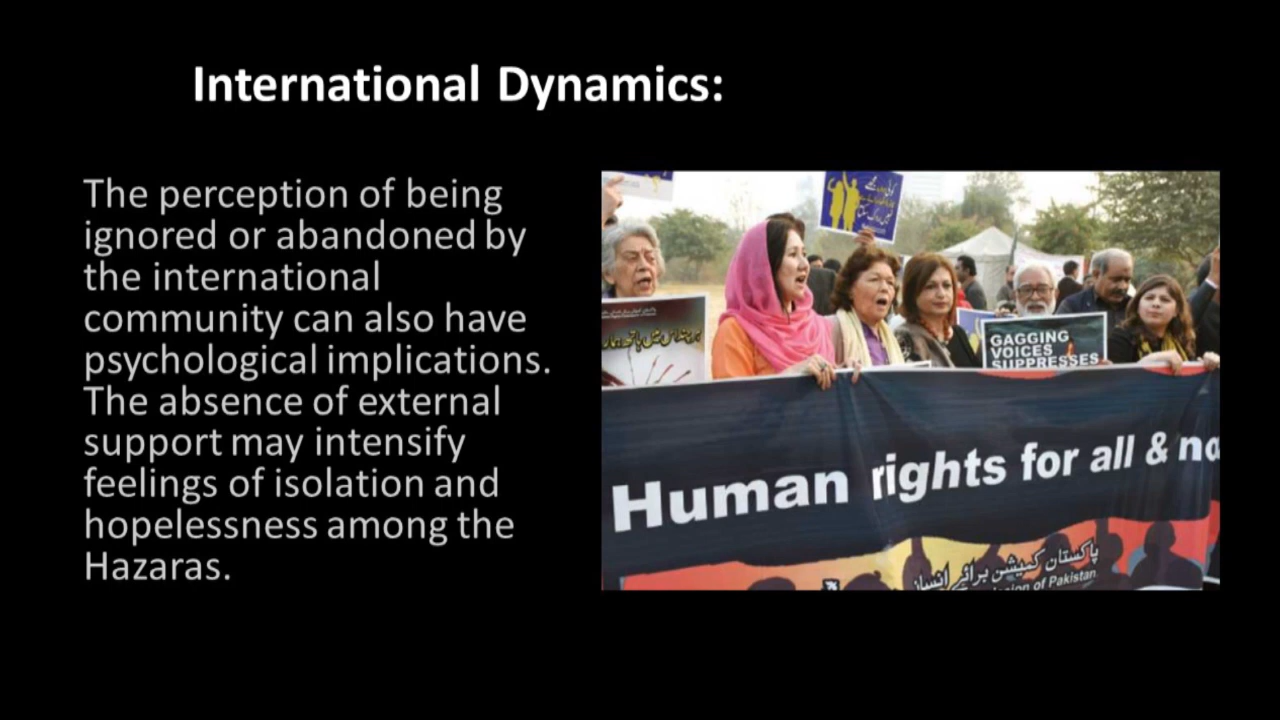 International Dynamics:
The perception of being
ignored or abandoned by
the international
community can also have
psychological implications.
The absence of external
support may intensify
feelings of isolation and
hopelessness among the
Hazaras.
GAGGING
VOICES
SUPPRESSES
Human rights for all & no
پاکستان کمیشن برائے انسا
ion of Pakistan